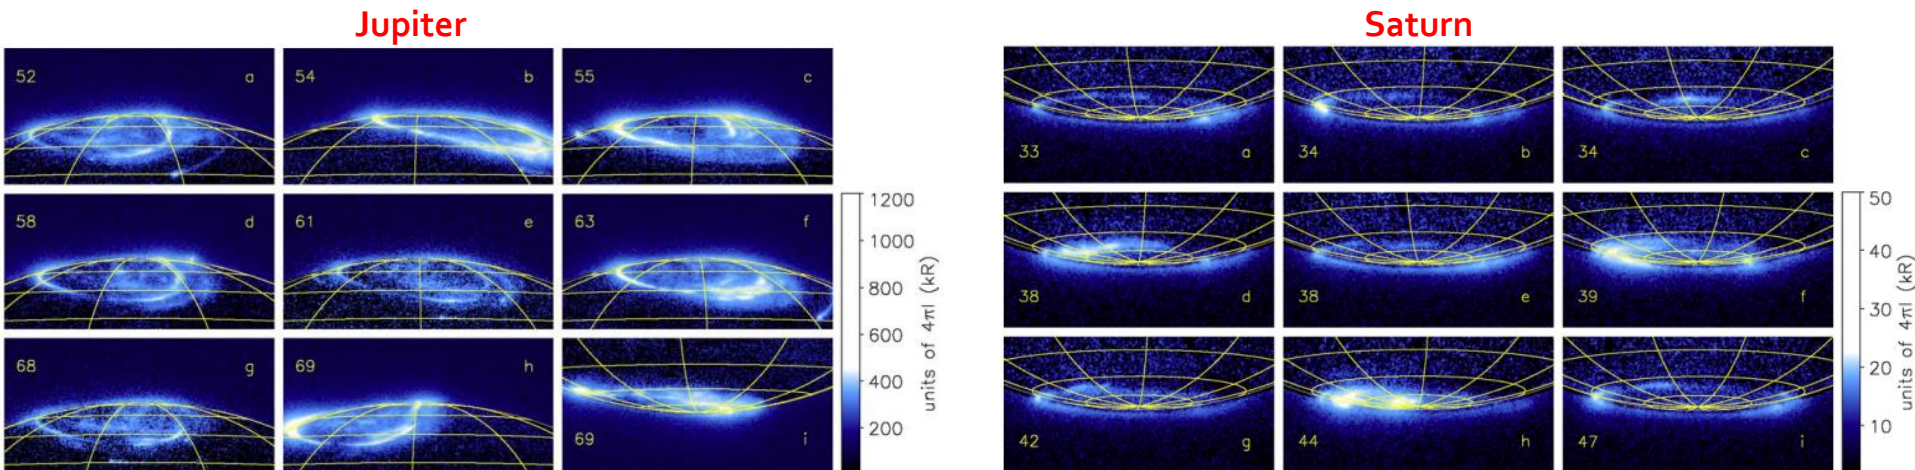 Jupiter
52 a
54 b
55 c
58 d
61 e
63 f
68 g
69 h
69 i
1200
1000
800
600
400
200
units of 4πI (kR)
Saturn
33 a
34 b
34 c
38 d
38 e
39 f
42 g
44 h
47 i
50
40
30
20
10
units of 4πI (kR)